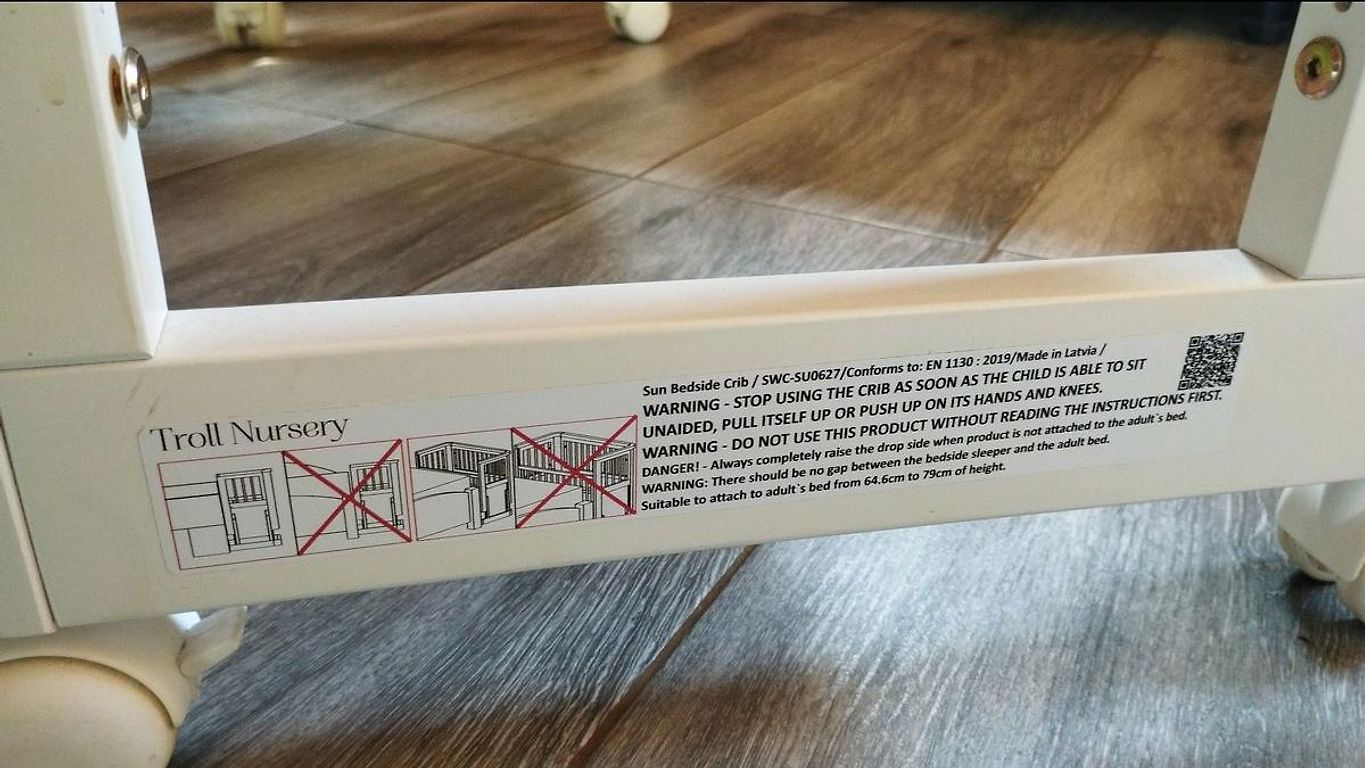 Troll Nursery
Sun Bedside Crib / SWC-SU0627/Conforms to: EN 1130 : 2019/Made in Latvia /
WARNING - STOP USING THE CRIB AS SOON AS THE CHILD IS ABLE TO SIT
UNAIDED, PULL ITSELF UP OR PUSH UP ON ITS HANDS AND KNEES.
WARNING - DO NOT USE THIS PRODUCT WITHOUT READING THE INSTRUCTIONS FIRST.
DANGER! - Always completely raise the drop side when product is not attached to the adult`s bed.
WARNING: There should be no gap between the bedside sleeper and the adult bed.
Suitable to attach to adult`s bed from 64.6cm to 79cm of height.